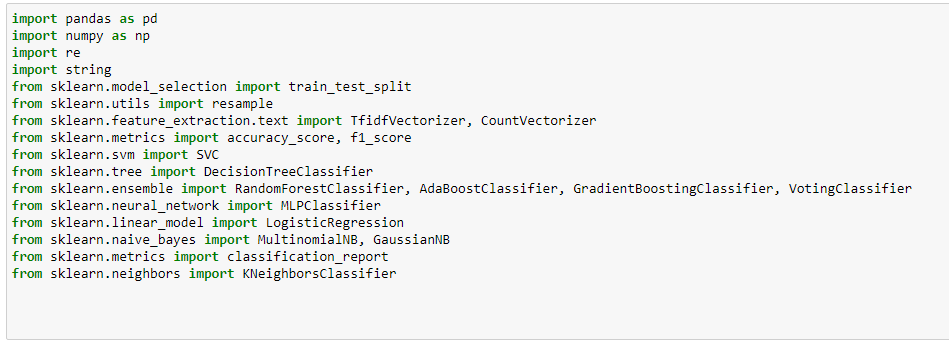 import pandas as pd
import numpy as np
import re
import string
from sklearn.model_selection import train_test_split
from sklearn.utils import resample
from sklearn.feature_extraction.text import TfidfVectorizer, CountVectorizer
from sklearn.metrics import accuracy_score, f1_score
from sklearn.svm import SVC
from sklearn.tree import DecisionTreeClassifier
from sklearn.ensemble import RandomForestClassifier, AdaBoostClassifier, GradientBoostingClassifier, VotingClassifier
from sklearn.neural_network import MLPClassifier
from sklearn.linear_model import LogisticRegression
from sklearn.naive_bayes import MultinomialNB, GaussianNB
from sklearn.metrics import classification_report
from sklearn.neighbors import KNeighborsClassifier